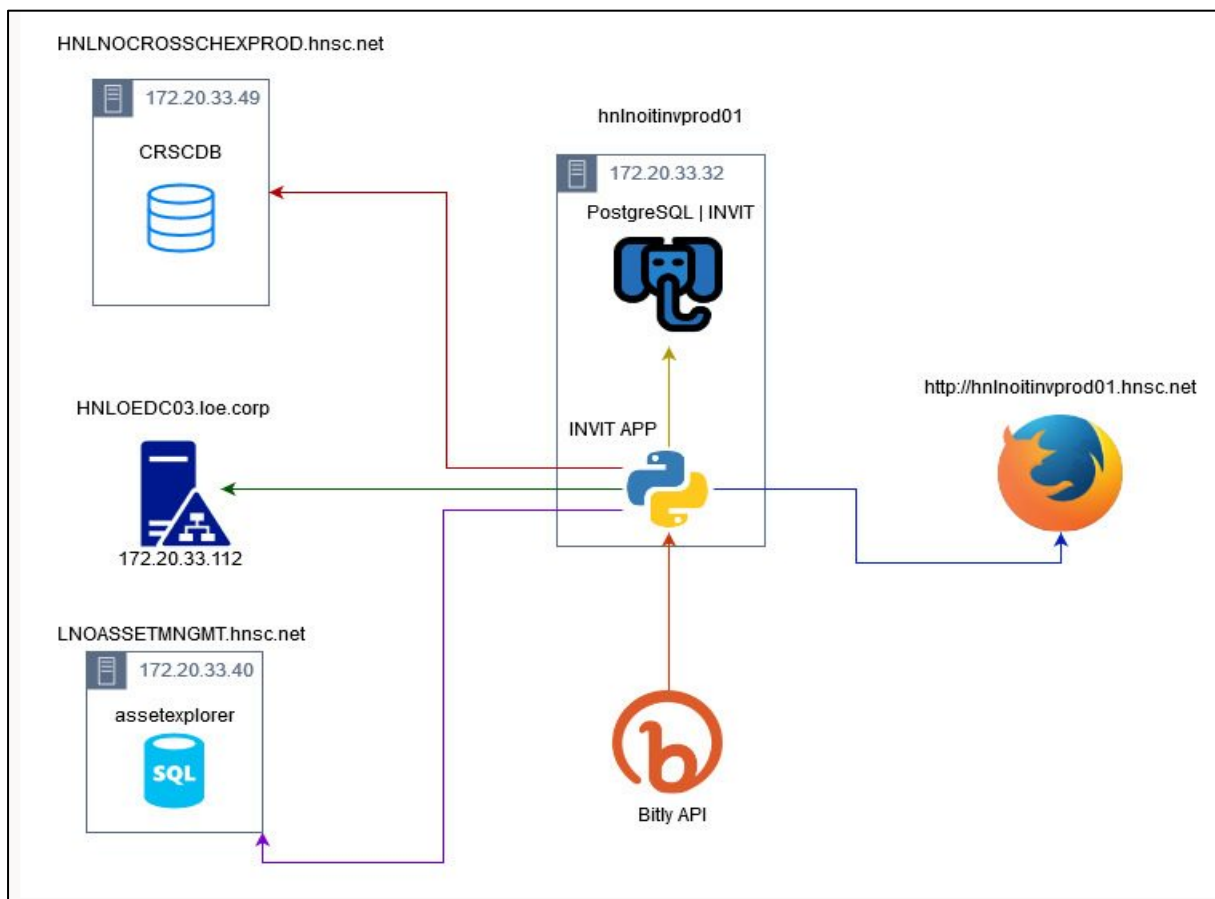 HNLNOCROSSCHEXPROD.hnsc.net
172.20.33.49
CRSCDB
hnlnoitinvprod01
172.20.33.32
PostgreSQL | INVIT
INVIT APP
HNLOEDC03.loe.corp
172.20.33.112
http://hnlnoitinvprod01.hnsc.net
LNOASSETMNGMT.hnsc.net
172.20.33.40
assetexplorer
SQL
b
Bitly API